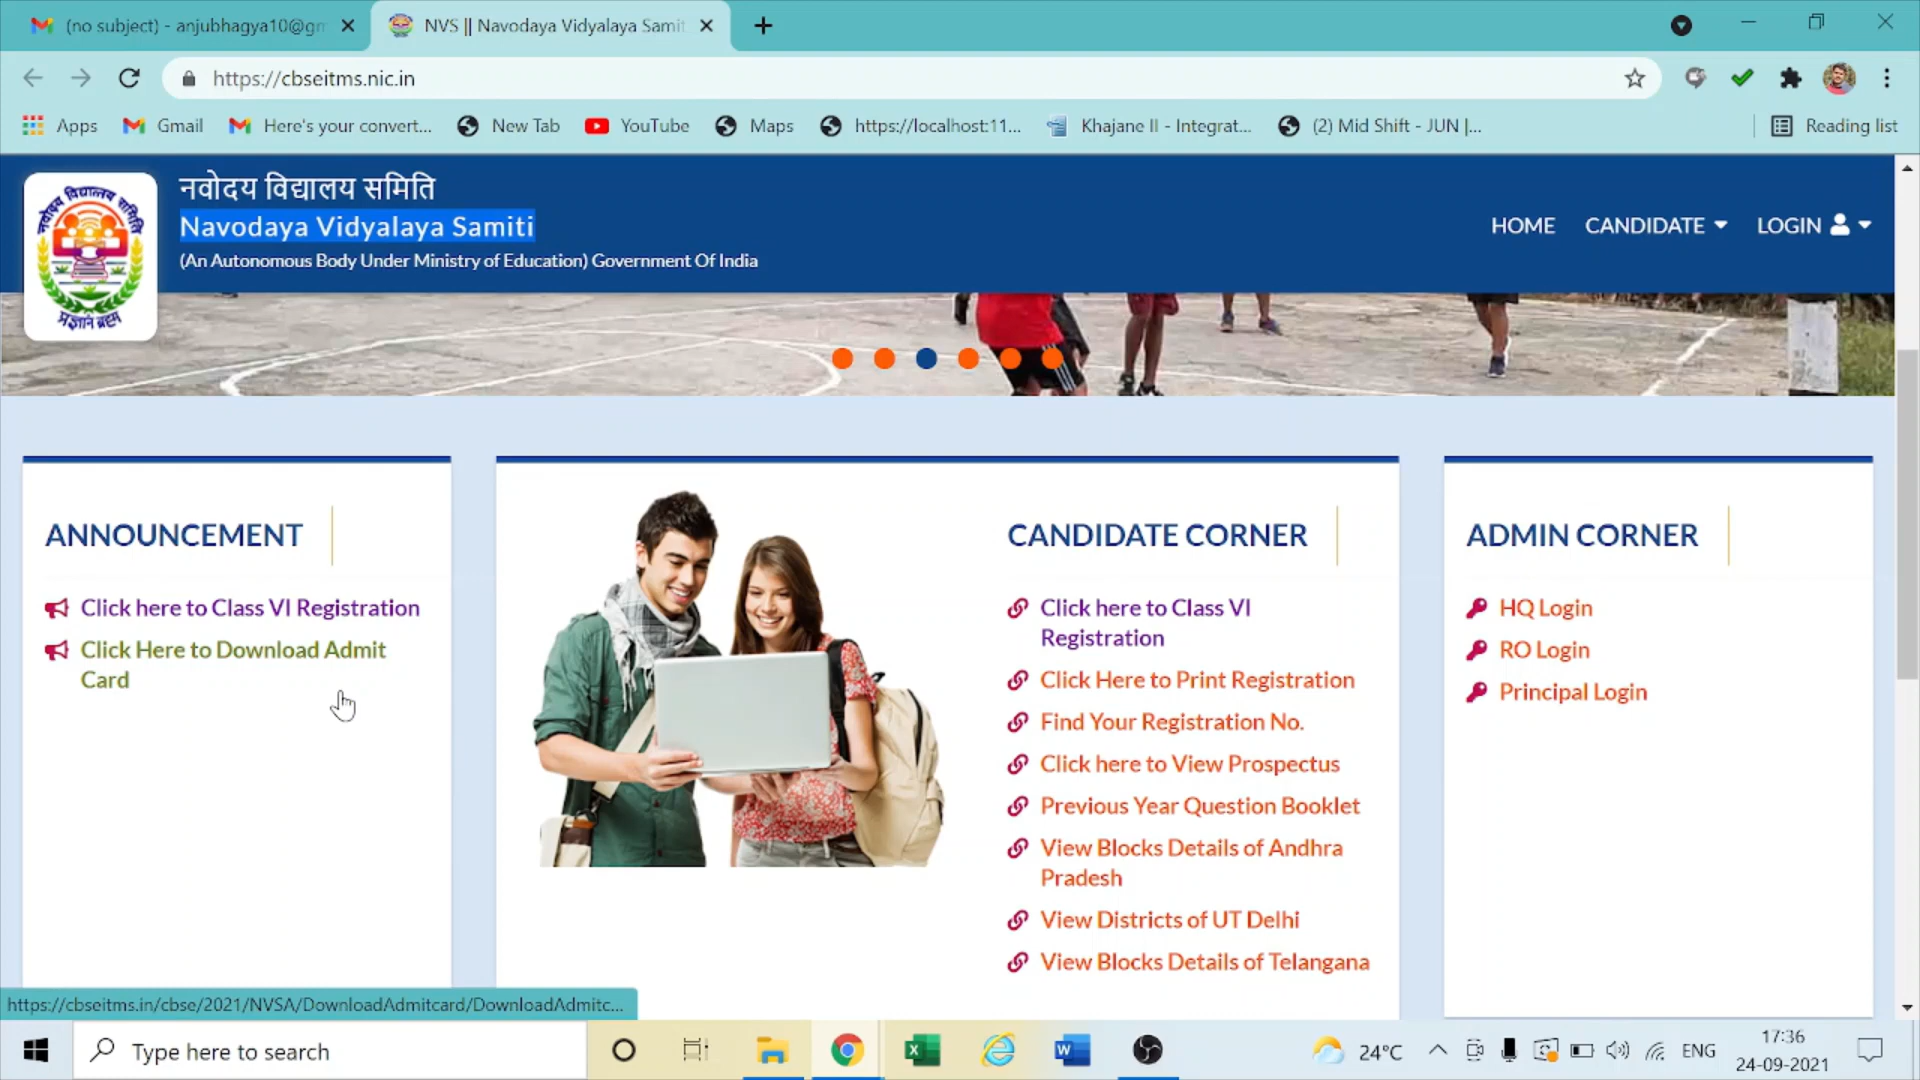 (no subject) - anjubhagya10@gm
NVS || Navodaya Vidyalaya Samit
https://cbseitms.nic.in
Apps
Gmail
Here's your convert...
New Tab
YouTube
Maps
https://localhost:11...
Khajane II - Integrat...
(2) Mid Shift - JUN |...
Reading list
नवोदय विद्यालय समिति
Navodaya Vidyalaya Samiti
(An Autonomous Body Under Ministry of Education) Government Of India
HOME
CANDIDATE
LOGIN
नवोदय विद्यालय समिति
प्रज्ञानं ब्रह्म
ANNOUNCEMENT
Click here to Class VI Registration
Click Here to Download Admit
Card
CANDIDATE CORNER
Click here to Class VI
Registration
Click Here to Print Registration
Find Your Registration No.
Click here to View Prospectus
Previous Year Question Booklet
View Blocks Details of Andhra
Pradesh
View Districts of UT Delhi
View Blocks Details of Telangana
ADMIN CORNER
HQ Login
RO Login
Principal Login
https://cbseitms.in/cbse/2021/NVSA/DownloadAdmitcard/DownloadAdmitc...
Type here to search
24°C
ENG
17:36
24-09-2021